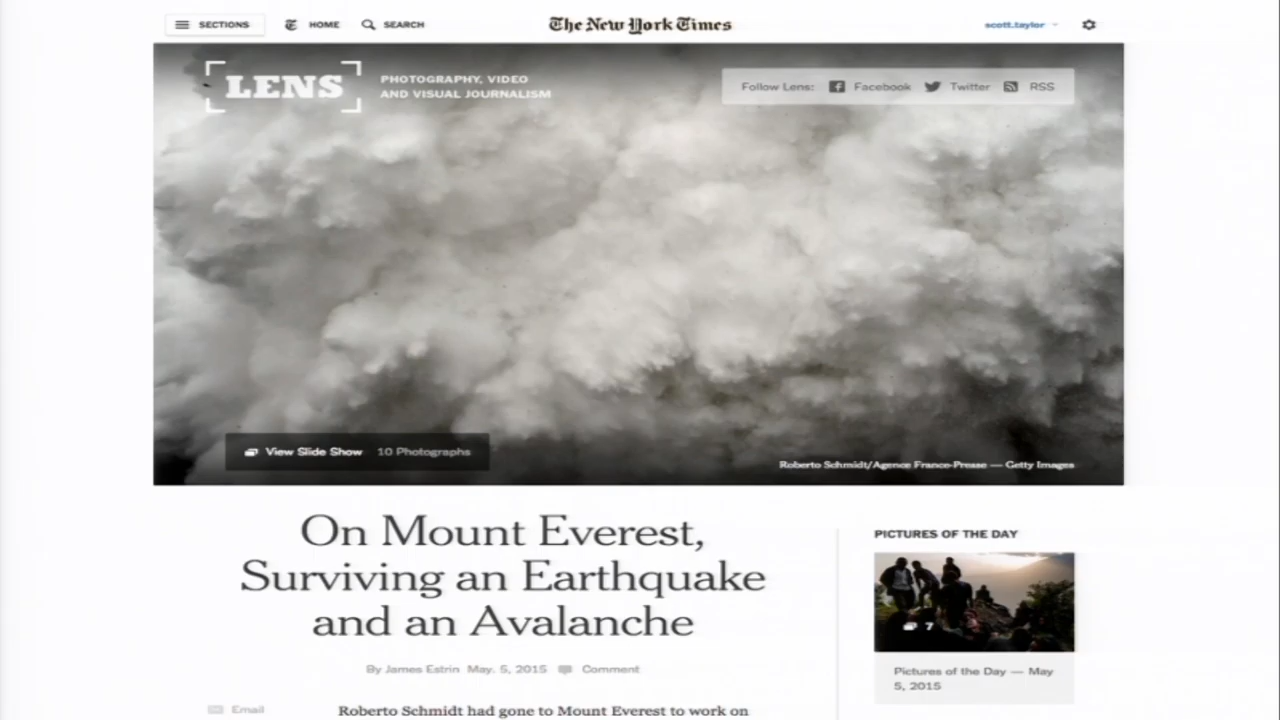 SECTIONS HOME SEARCH The New York Times scott.taylor
LENS
PHOTOGRAPHY, VIDEO
AND VISUAL JOURNALISM
Follow Lens: Facebook Twitter RSS
View Slide Show 10 Photographs
Roberto Schmidt/Agence France-Presse — Getty Images
On Mount Everest,
Surviving an Earthquake
and an Avalanche
By James Estrin May. 5, 2015 Comment
Email
Roberto Schmidt had gone to Mount Everest to work on
PICTURES OF THE DAY
7
Pictures of the Day — May
5, 2015